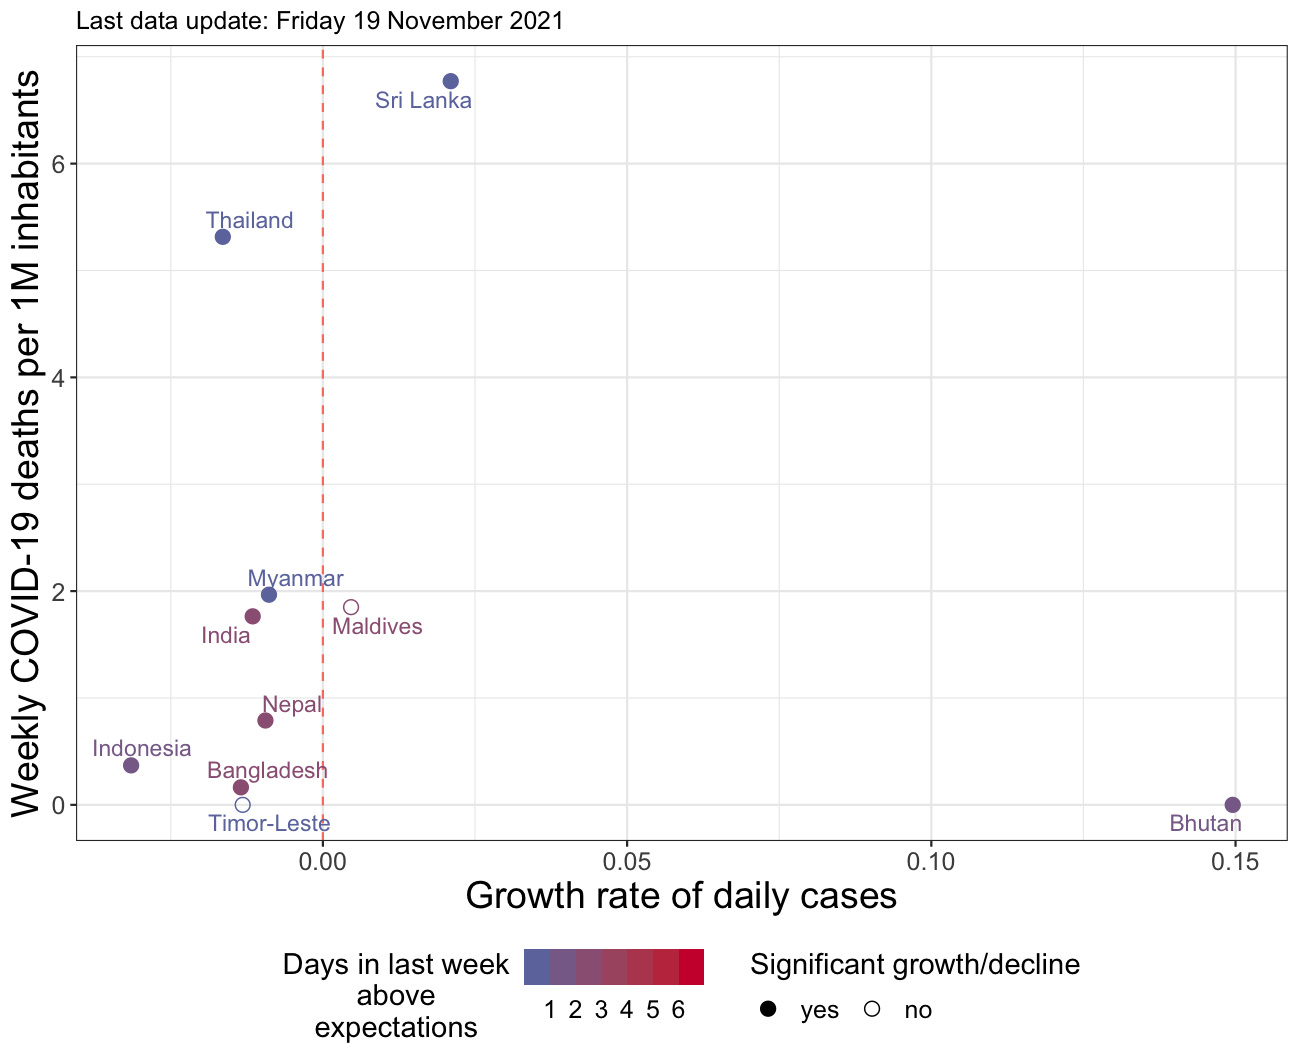 Last data update: Friday 19 November 2021
Weekly COVID-19 deaths per 1M inhabitants
6
4
2
0
Sri Lanka
Thailand
Myanmar
India
Maldives
Nepal
Indonesia
Bangladesh
Timor-Leste
Bhutan
0.00 0.05 0.10 0.15
Growth rate of daily cases
Days in last week
above
expectations
1 2 3 4 5 6
Significant growth/decline
yes no